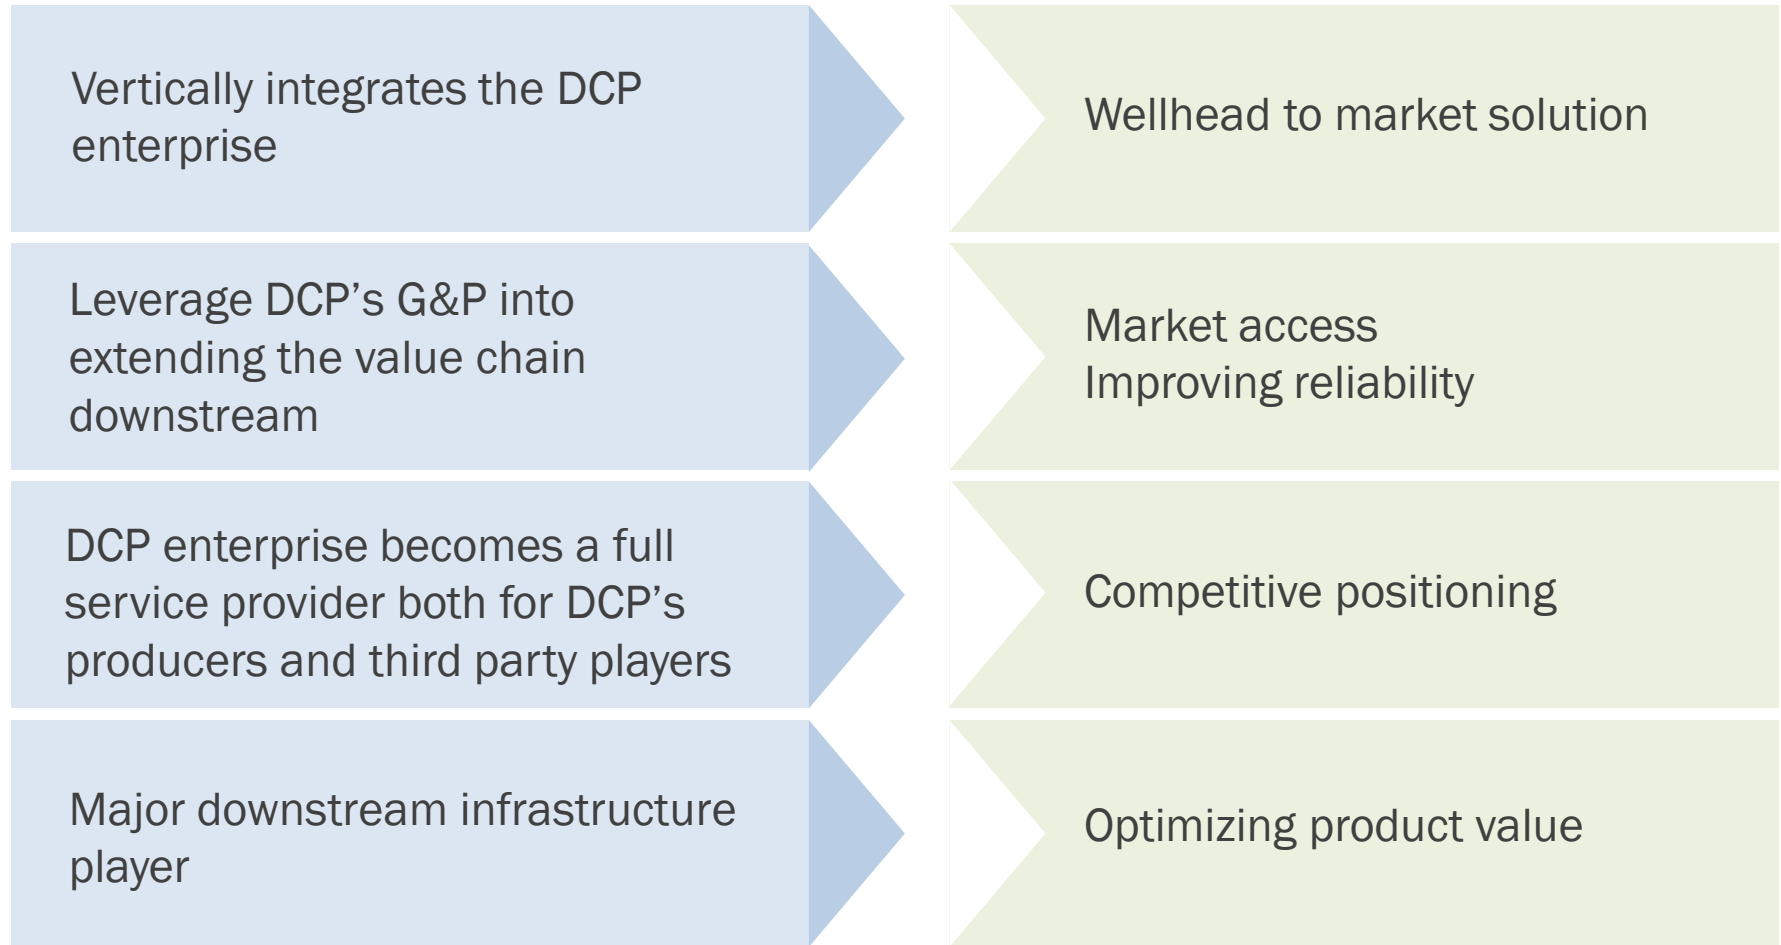 Vertically integrates the DCP
enterprise
Wellhead to market solution
Leverage DCP’s G&P into
extending the value chain
downstream
Market access
Improving reliability
DCP enterprise becomes a full
service provider both for DCP’s
producers and third party players
Competitive positioning
Major downstream infrastructure
player
Optimizing product value